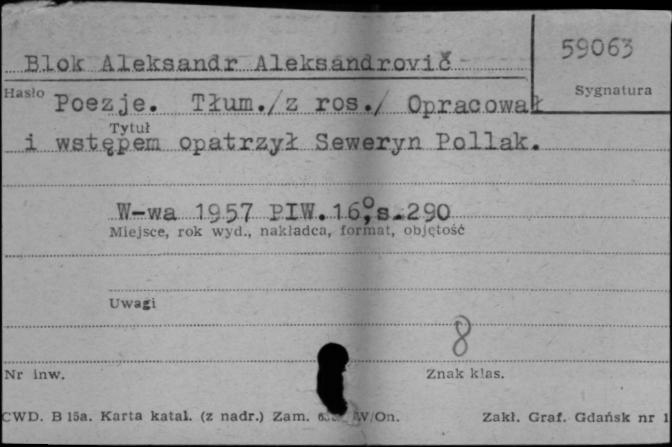 59063
Blok Aleksandr Aleksandrovič
Hasło
Sygnatura
Poezje. Tłum./z ros./ Opracował
Tytuł
i wstępem opatrzył Seweryn Pollak.
W-wa 1957 PIW.16°,s.290
Miejsce, rok wyd., nakładca, format, objętość
Uwagi
8
Nr inw.
Znak klas.
CWD. B 15a. Karta katal. (z nadr.) Zam. W/On.
Zakł. Graf. Gdańsk nr 1